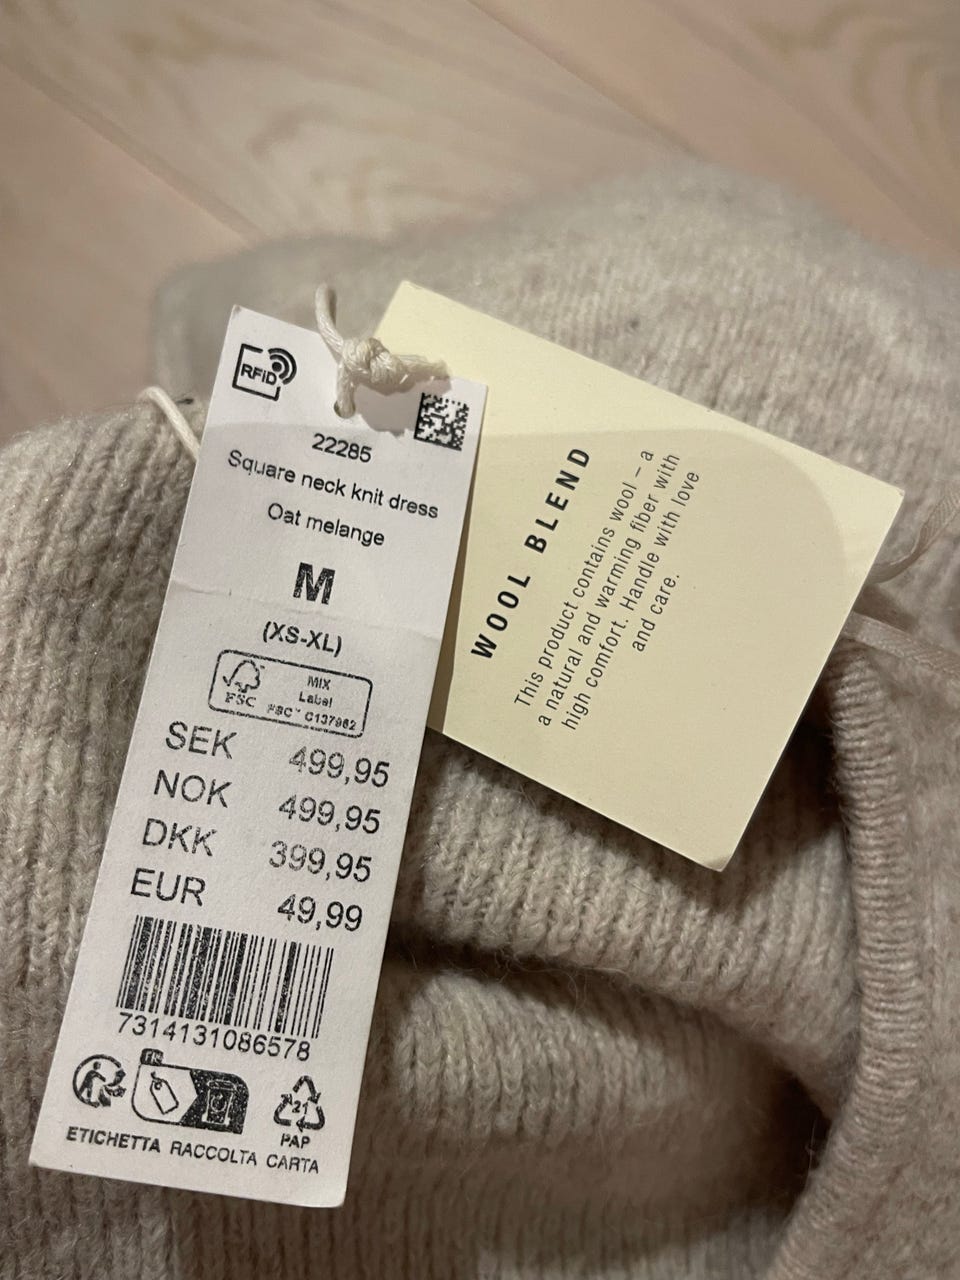 RFID
22285
Square neck knit dress
Oat melange
M
(XS-XL)
FSC
MIX
Label
FSC™ C137962
SEK 499,95
NOK 499,95
DKK 399,95
EUR 49,99
7314131086578
FR
21
PAP
ETICHETTA RACCOLTA CARTA
WOOL BLEND
This product contains wool – a
a natural and warming fiber with
high comfort. Handle with love
and care.